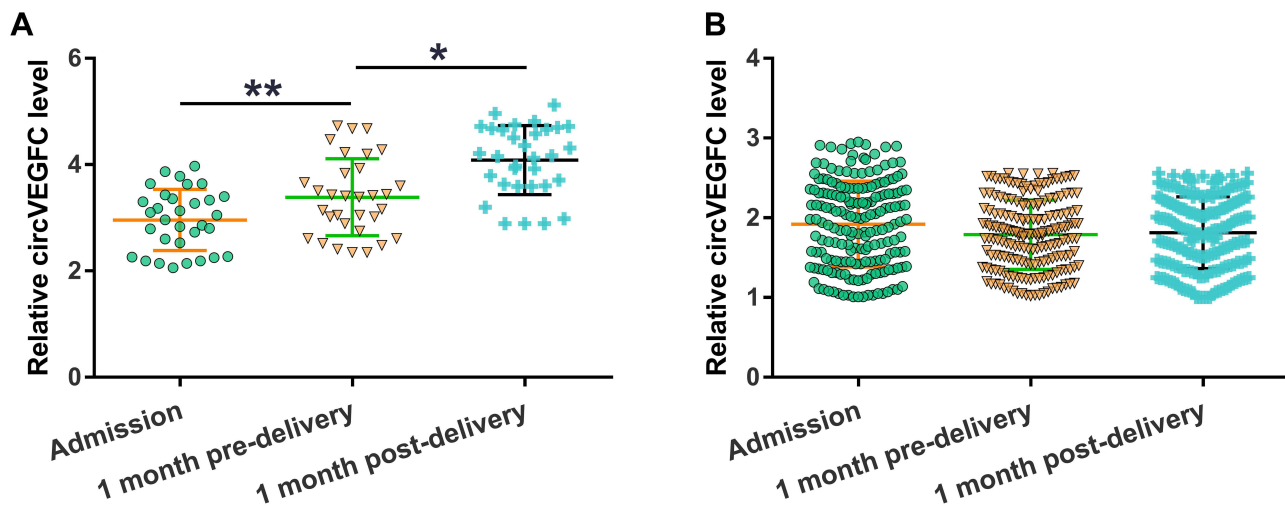 A
Relative circVEGFC level
6
4
2
0
**
*
Admission
1 month pre-delivery
1 month post-delivery
B
Relative circVEGFC level
4
3
2
1
0
Admission
1 month pre-delivery
1 month post-delivery